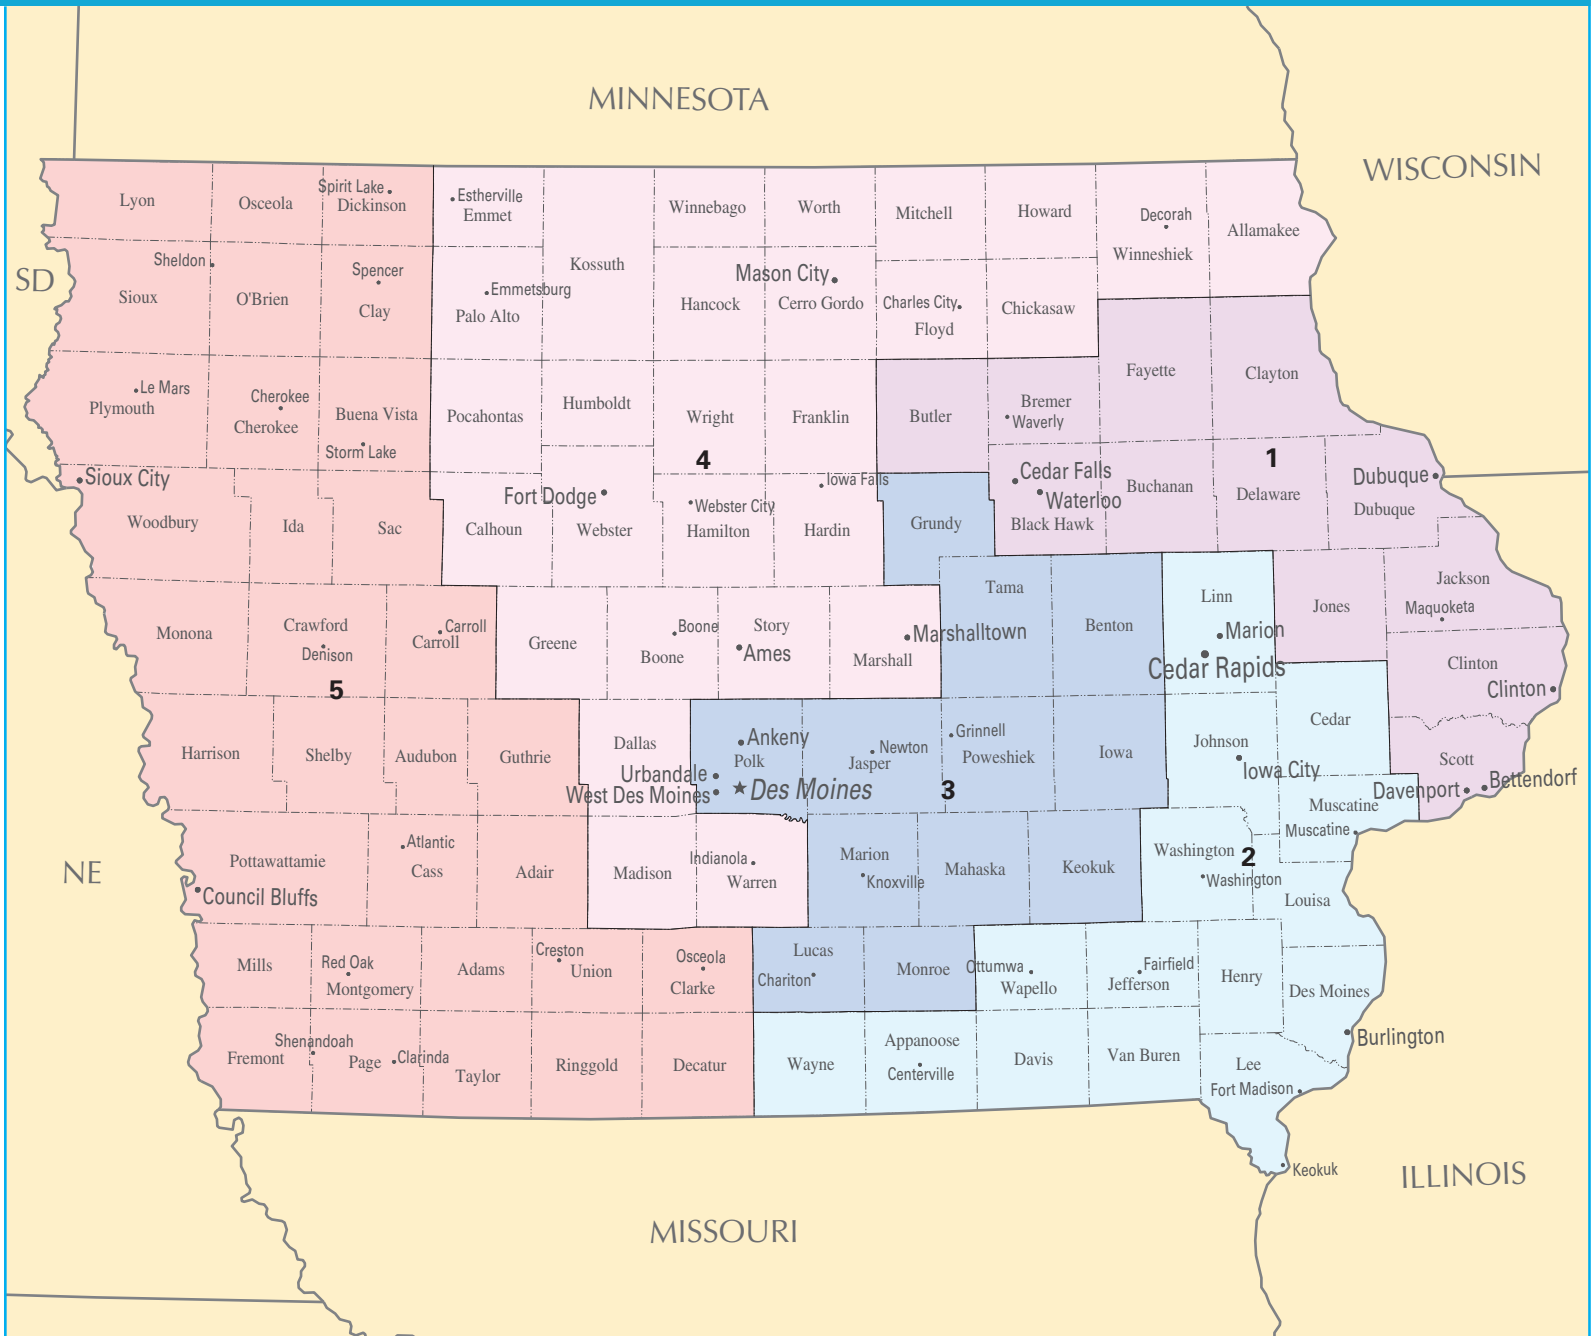 MINNESOTA
WISCONSIN
SD
NE
MISSOURI
ILLINOIS
Lyon
Osceola
Spirit Lake
Dickinson
Estherville
Emmet
Kossuth
Winnebago
Worth
Mitchell
Howard
Decorah
Winneshiek
Allamakee
Sheldon
Sioux
O'Brien
Spencer
Clay
Emmetsburg
Palo Alto
Hancock
Mason City
Cerro Gordo
Charles City
Floyd
Chickasaw
Fayette
Clayton
Le Mars
Plymouth
Cherokee
Cherokee
Buena Vista
Storm Lake
Pocahontas
Humboldt
Wright
Franklin
Butler
Bremer
Waverly
4
1
Sioux City
Woodbury
Ida
Sac
Calhoun
Fort Dodge
Webster
Webster City
Hamilton
Iowa Falls
Hardin
Grundy
Cedar Falls
Waterloo
Black Hawk
Buchanan
Delaware
Dubuque
Dubuque
Monona
Crawford
Denison
Carroll
Carroll
5
Greene
Boone
Boone
Story
Ames
Marshalltown
Marshall
Tama
Benton
Linn
Marion
Cedar Rapids
Jones
Jackson
Maquoketa
Clinton
Clinton
Harrison
Shelby
Audubon
Guthrie
Dallas
Ankeny
Polk
Urbandale
West Des Moines
Des Moines
Newton
Jasper
Grinnell
Poweshiek
3
Iowa
Johnson
Iowa City
Cedar
Scott
Davenport
Bettendorf
Muscatine
Muscatine
Pottawattamie
Council Bluffs
Atlantic
Cass
Adair
Madison
Indianola
Warren
Marion
Knoxville
Mahaska
Keokuk
Washington
2
Washington
Louisa
Mills
Red Oak
Montgomery
Adams
Creston
Union
Osceola
Clarke
Lucas
Chariton
Monroe
Ottumwa
Wapello
Fairfield
Jefferson
Henry
Des Moines
Burlington
Fremont
Shenandoah
Page
Clarinda
Taylor
Ringgold
Decatur
Wayne
Appanoose
Centerville
Davis
Van Buren
Lee
Fort Madison
Keokuk